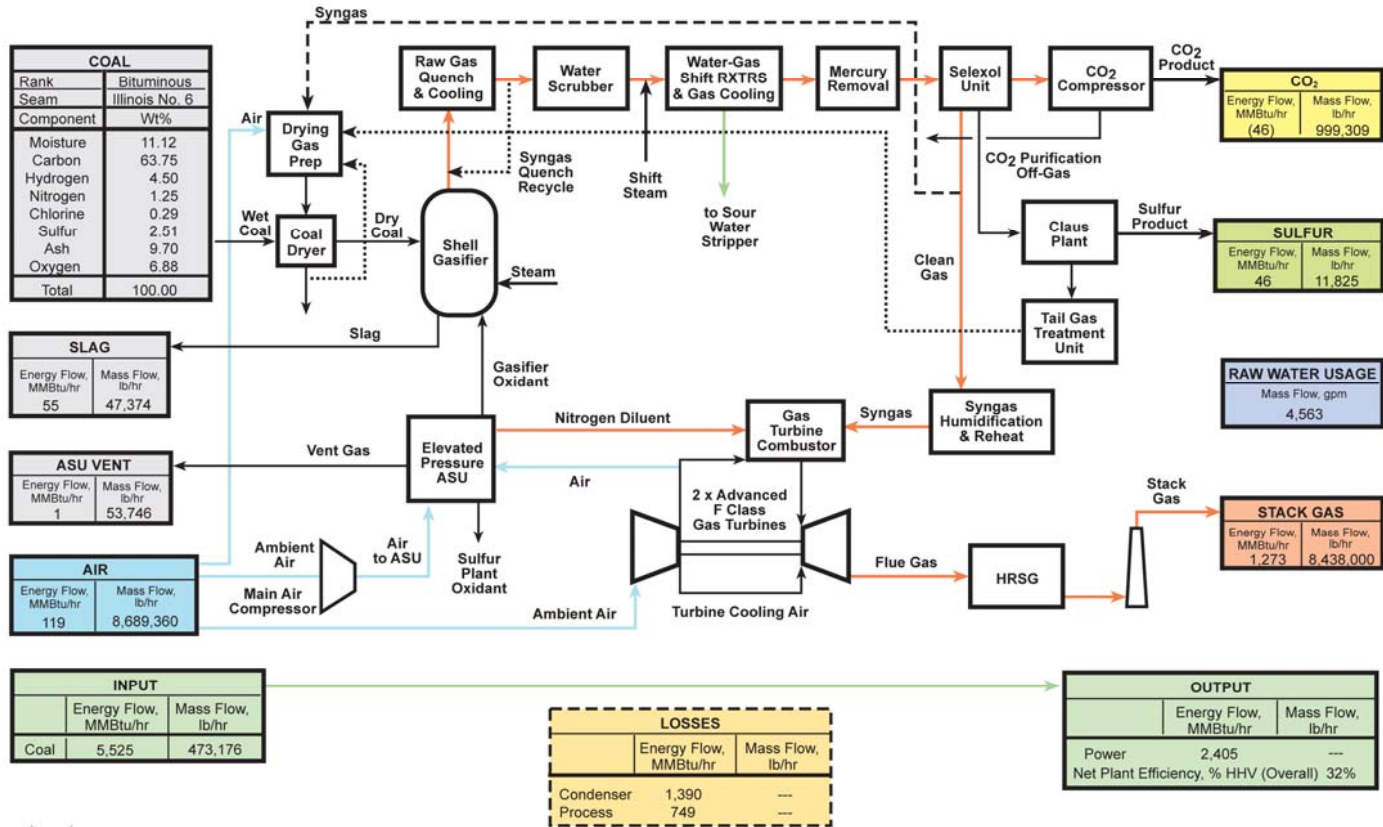 COAL
Rank Bituminous
Seam Illinois No. 6
Component Wt%
Moisture 11.12
Carbon 63.75
Hydrogen 4.50
Nitrogen 1.25
Chlorine 0.29
Sulfur 2.51
Ash 9.70
Oxygen 6.88
Total 100.00
Syngas
Air
Drying
Gas
Prep
Wet
Coal
Coal
Dryer
Dry
Coal
Raw Gas
Quench
& Cooling
Syngas
Quench
Recycle
Shell
Gasifier
Steam
Water
Scrubber
Shift
Steam
Water-Gas
Shift RXTRS
& Gas Cooling
to Sour
Water
Stripper
Mercury
Removal
Selexol
Unit
CO2
Compressor
CO2
Product
CO2 Purification
Off-Gas
CO2
Energy Flow,
MMBtu/hr
Mass Flow,
lb/hr
(46) 999,309
Clean
Gas
Claus
Plant
Sulfur
Product
SULFUR
Energy Flow,
MMBtu/hr
Mass Flow,
lb/hr
46 11,825
Tail Gas
Treatment
Unit
Slag
SLAG
Energy Flow,
MMBtu/hr
Mass Flow,
lb/hr
55 47,374
Gasifier
Oxidant
RAW WATER USAGE
Mass Flow, gpm
4,563
Vent Gas
ASU VENT
Energy Flow,
MMBtu/hr
Mass Flow,
lb/hr
1 53,746
Elevated
Pressure
ASU
Nitrogen Diluent
Gas
Turbine
Combustor
Syngas
Syngas
Humidification
& Reheat
Air
2 x Advanced
F Class
Gas Turbines
Stack
Gas
STACK GAS
Energy Flow,
MMBtu/hr
Mass Flow,
lb/hr
1,273 8,438,000
AIR
Energy Flow,
MMBtu/hr
Mass Flow,
lb/hr
119 8,689,360
Ambient
Air
Main Air
Compressor
Air
to ASU
Sulfur
Plant
Oxidant
Ambient Air
Turbine Cooling Air
Flue Gas
HRSG
INPUT
Energy Flow,
MMBtu/hr
Mass Flow,
lb/hr
Coal 5,525 473,176
LOSSES
Energy Flow,
MMBtu/hr
Mass Flow,
lb/hr
Condenser 1,390 ---
Process 749 ---
OUTPUT
Energy Flow,
MMBtu/hr
Mass Flow,
lb/hr
Power 2,405 ---
Net Plant Efficiency, % HHV (Overall) 32%